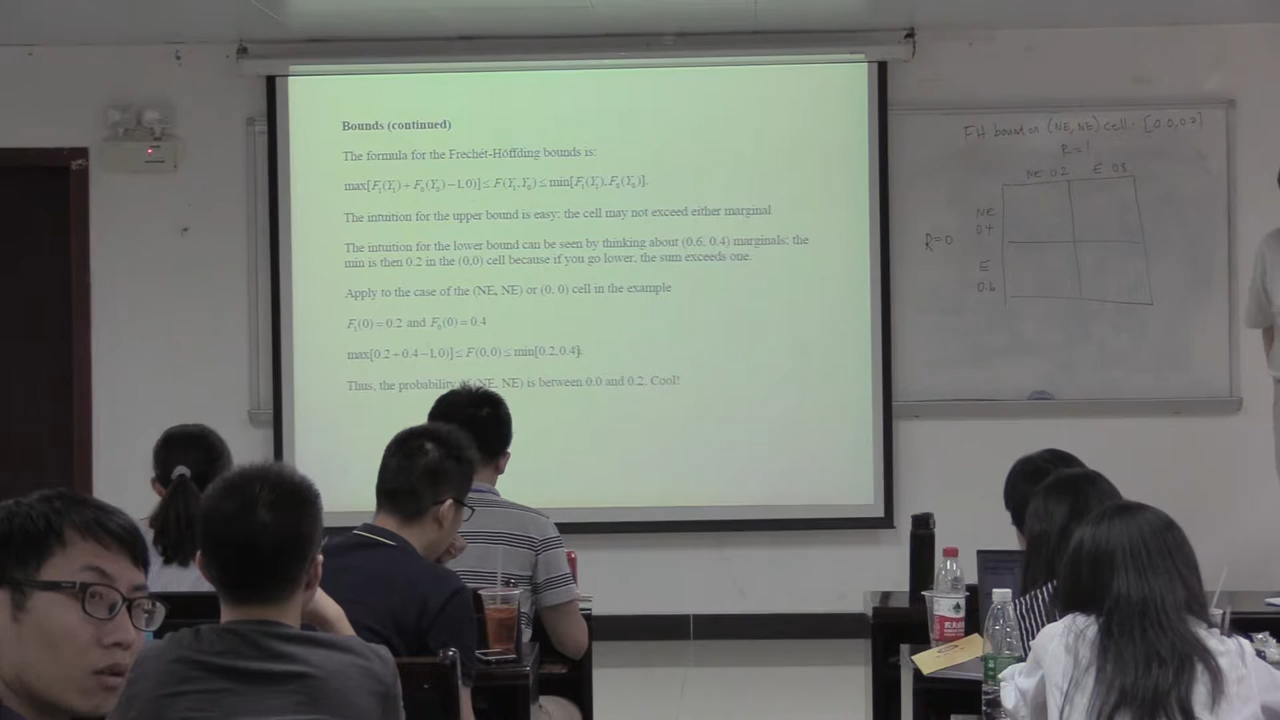 Bounds (continued)
The formula for the Frechét-Höffding bounds is:
max[F₁(Y₁) + F₀(Y₀) − 1, 0)] ≤ F(Y₁, Y₀) ≤ min[F₁(Y₁), F₀(Y₀)].
The intuition for the upper bound is easy: the cell may not exceed either marginal
The intuition for the lower bound can be seen by thinking about (0.6, 0.4) marginals; the
min is then 0.2 in the (0,0) cell because if you go lower, the sum exceeds one.
Apply to the case of the (NE, NE) or (0, 0) cell in the example
F₁(0) = 0.2 and F₀(0) = 0.4
max[0.2 + 0.4 − 1, 0)] ≤ F(0,0) ≤ min[0.2, 0.4].
Thus, the probability (NE, NE) is between 0.0 and 0.2. Cool!
FH bound on (NE, NE) cell - [0.0, 0.2]
R=1
NE 0.2 E 0.8
NE
0.4
R=0
E
0.6